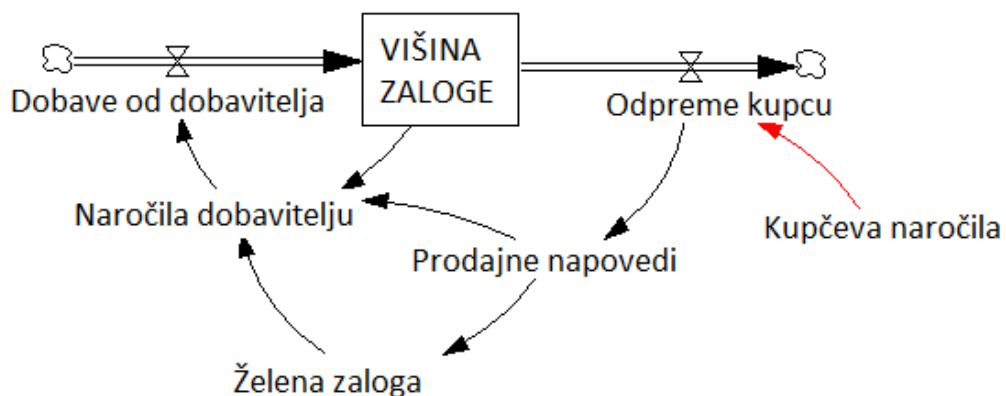 VIŠINA
ZALOGE
Dobave od dobavitelja
Odpreme kupcu
Naročila dobavitelju
Kupčeva naročila
Prodajne napovedi
Želena zaloga